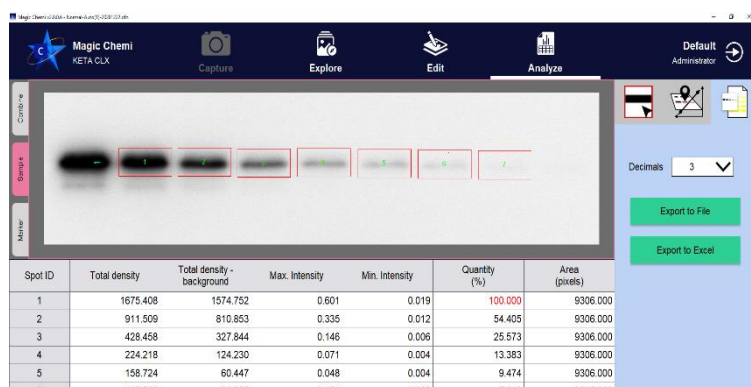 Magic Chemi
KETA CLX
Capture
Explore
Edit
Analyze
Default
Administrator
Combine
Sample
Marker
1
2
5
6
7
Decimals 3
Export to File
Export to Excel
Spot ID Total density Total density - background Max. Intensity Min. Intensity Quantity (%) Area (pixels)
1 1675.408 1574.752 0.601 0.019 100.000 9306.000
2 911.509 810.853 0.335 0.012 54.405 9306.000
3 428.458 327.844 0.146 0.006 25.573 9306.000
4 224.218 124.230 0.071 0.004 13.383 9306.000
5 158.724 60.447 0.048 0.004 9.474 9306.000